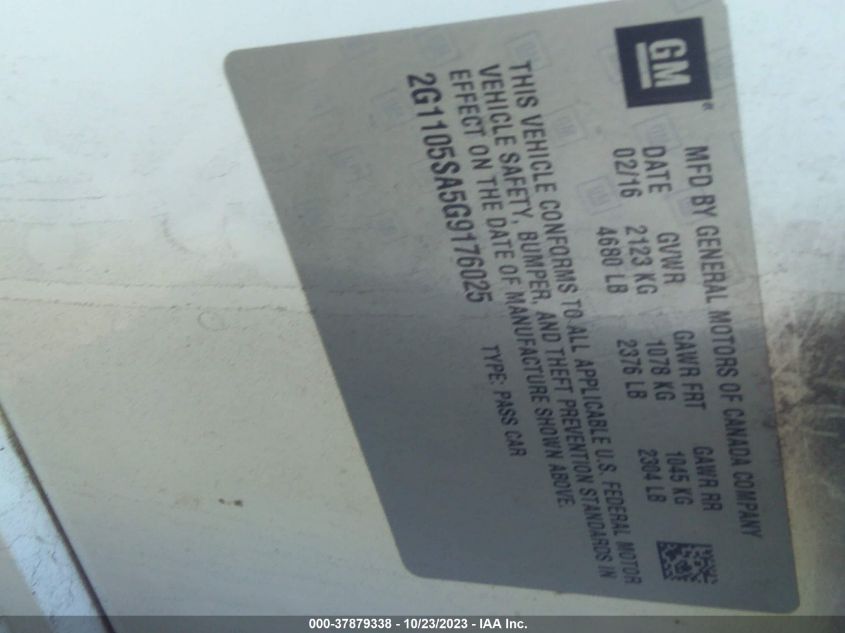 GM
MFD BY GENERAL MOTORS OF CANADA COMPANY
DATE GVWR GAWR FRT GAWR RR
02/16 2123 KG 1078 KG 1045 KG
4680 LB 2376 LB 2304 LB
THIS VEHICLE CONFORMS TO ALL APPLICABLE U.S. FEDERAL MOTOR
VEHICLE SAFETY, BUMPER, AND THEFT PREVENTION STANDARDS IN
EFFECT ON THE DATE OF MANUFACTURE SHOWN ABOVE.
2G1105SA5G9176025 TYPE: PASS CAR
000-37879338 - 10/23/2023 - IAA Inc.